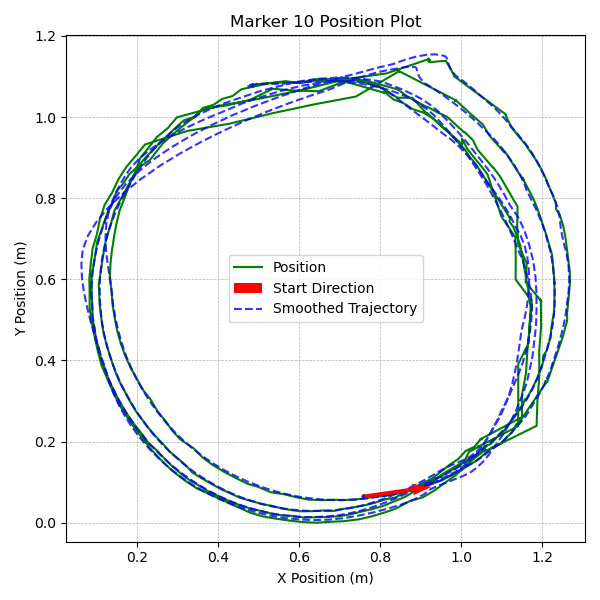 Marker 10 Position Plot
Y Position (m)
1.2
1.0
0.8
0.6
0.4
0.2
0.0
Position
Start Direction
Smoothed Trajectory
0.2
0.4
0.6
0.8
1.0
1.2
X Position (m)